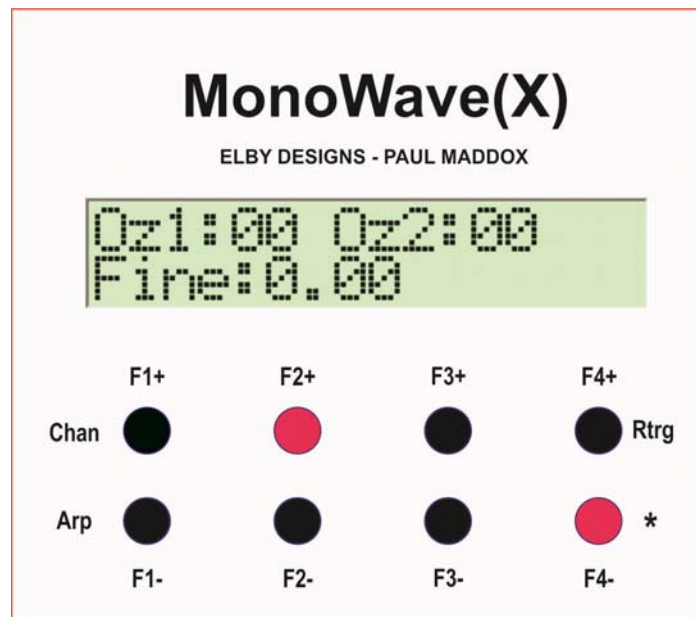 MonoWave(X)
ELBY DESIGNS - PAUL MADDOX
Oz1:00 Oz2:00
Fine:0.00
F1+ F2+ F3+ F4+
Chan Rtrg
Arp *
F1- F2- F3- F4-